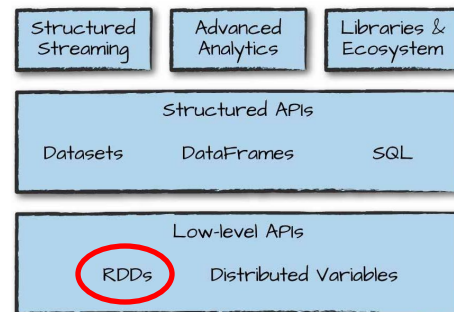 Structured Streaming
Advanced Analytics
Libraries & Ecosystem
Structured APIs
Datasets DataFrames SQL
Low-level APIs
RDDs Distributed Variables